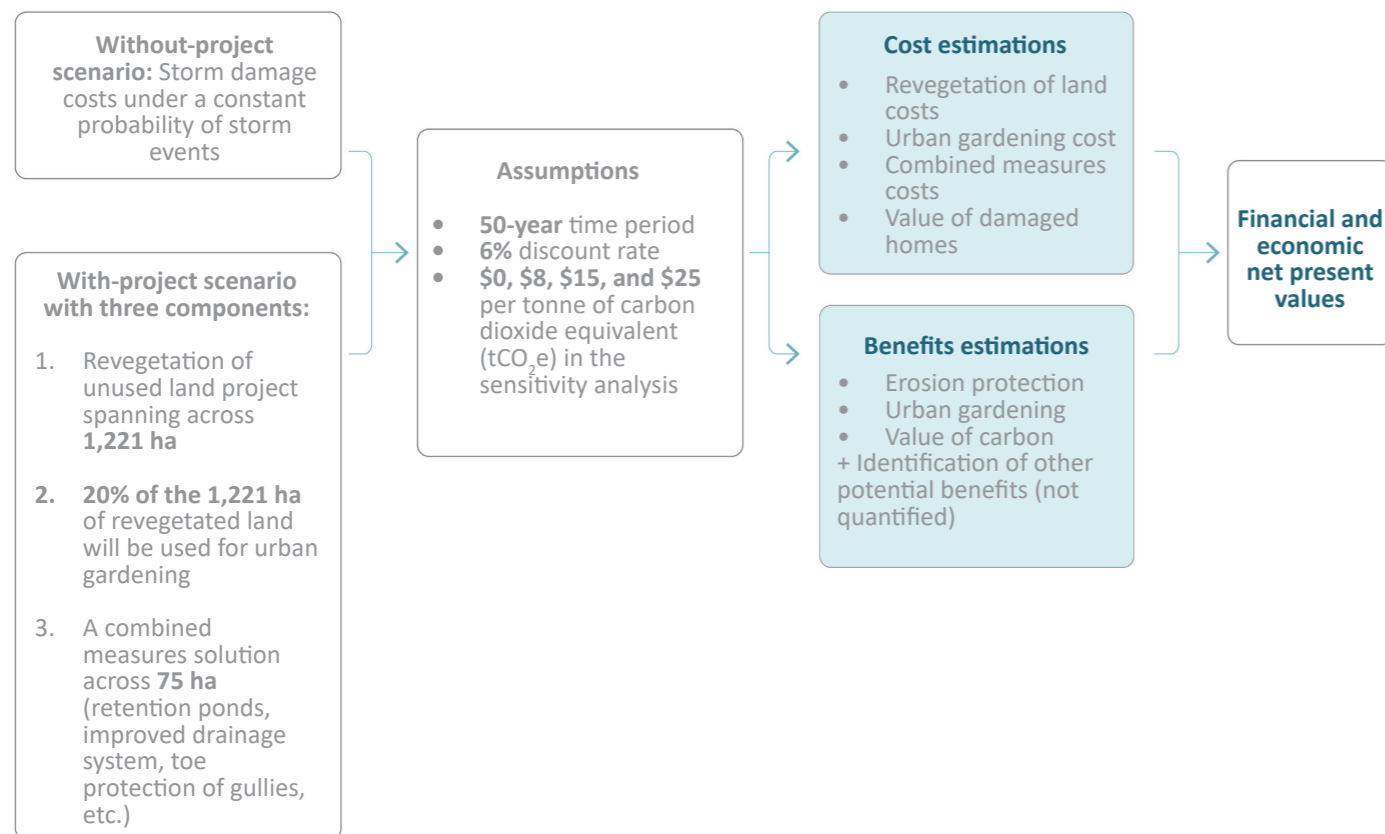 Without-project
scenario: Storm damage
costs under a constant
probability of storm
events
With-project scenario
with three components:
1. Revegetation of
unused land project
spanning across
1,221 ha
2. 20% of the 1,221 ha
of revegetated land
will be used for urban
gardening
3. A combined
measures solution
across 75 ha
(retention ponds,
improved drainage
system, toe
protection of gullies,
etc.)
Assumptions
• 50-year time period
• 6% discount rate
• $0, $8, $15, and $25
per tonne of carbon
dioxide equivalent
(tCO2e) in the
sensitivity analysis
Cost estimations
• Revegetation of land
costs
• Urban gardening cost
• Combined measures
costs
• Value of damaged
homes
Benefits estimations
• Erosion protection
• Urban gardening
• Value of carbon
+ Identification of other
potential benefits (not
quantified)
Financial and
economic
net present
values